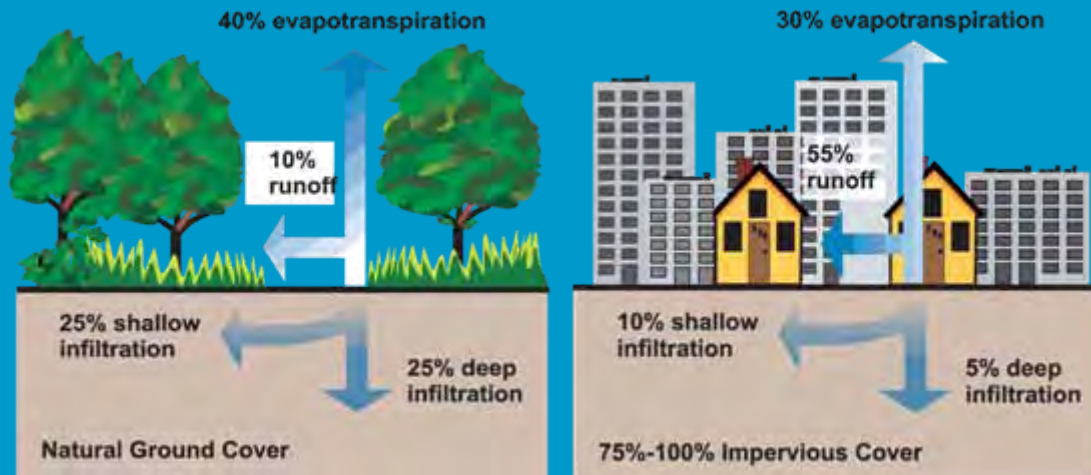 40% evapotranspiration
10%
runoff
25% shallow
infiltration
25% deep
infiltration
Natural Ground Cover
30% evapotranspiration
55%
runoff
10% shallow
infiltration
5% deep
infiltration
75%-100% Impervious Cover